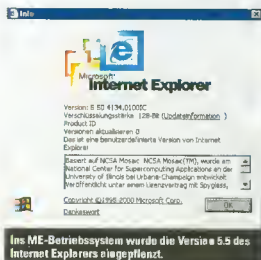 Info
Microsoft
Internet Explorer
Version: 5.50.4134.0100IC
Verschlüsselungsstärke: 128-Bit (Updateinformation )
Product ID
Versionen aktualisieren 0
Das ist eine benutzerdefinierte Version von Internet
Explorer
Basiert auf NCSA Mosaic. NCSA Mosaic(TM), wurde am
National Center for Supercomputing Applications an der
University of Illinois bei Urbana-Champaign entwickelt.
Veröffentlicht unter einem Lizenzvertrag mit Spyglass,
Copyright ©1995-2000 Microsoft Corp.
OK
Dankeswort
Ins ME-Betriebssystem wurde die Version 5.5 des
Internet Explorers eingepflanzt.